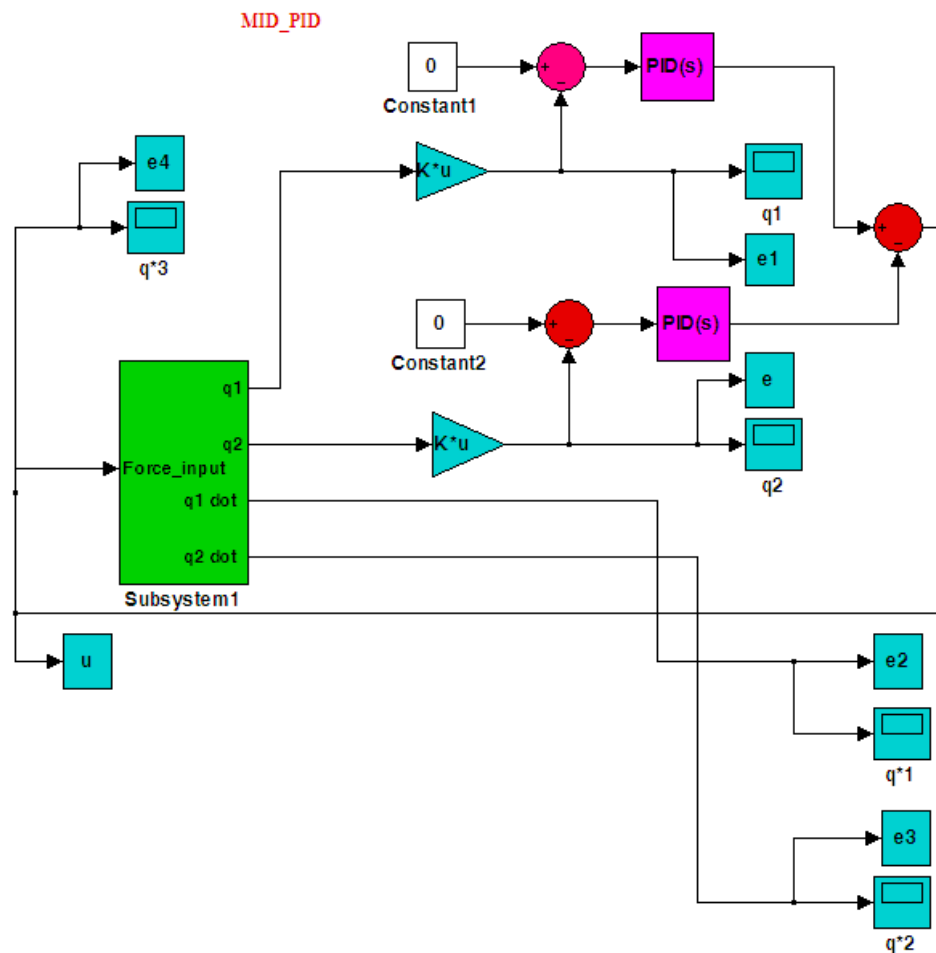 MID_PID
0
Constant1
+
-
PID(s)
e4
K*u
q1
q*3
+
-
e1
0
Constant2
+
-
PID(s)
q1
e
q2
K*u
Force_input
q2
q1 dot
q2 dot
Subsystem1
u
e2
q*1
e3
q*2